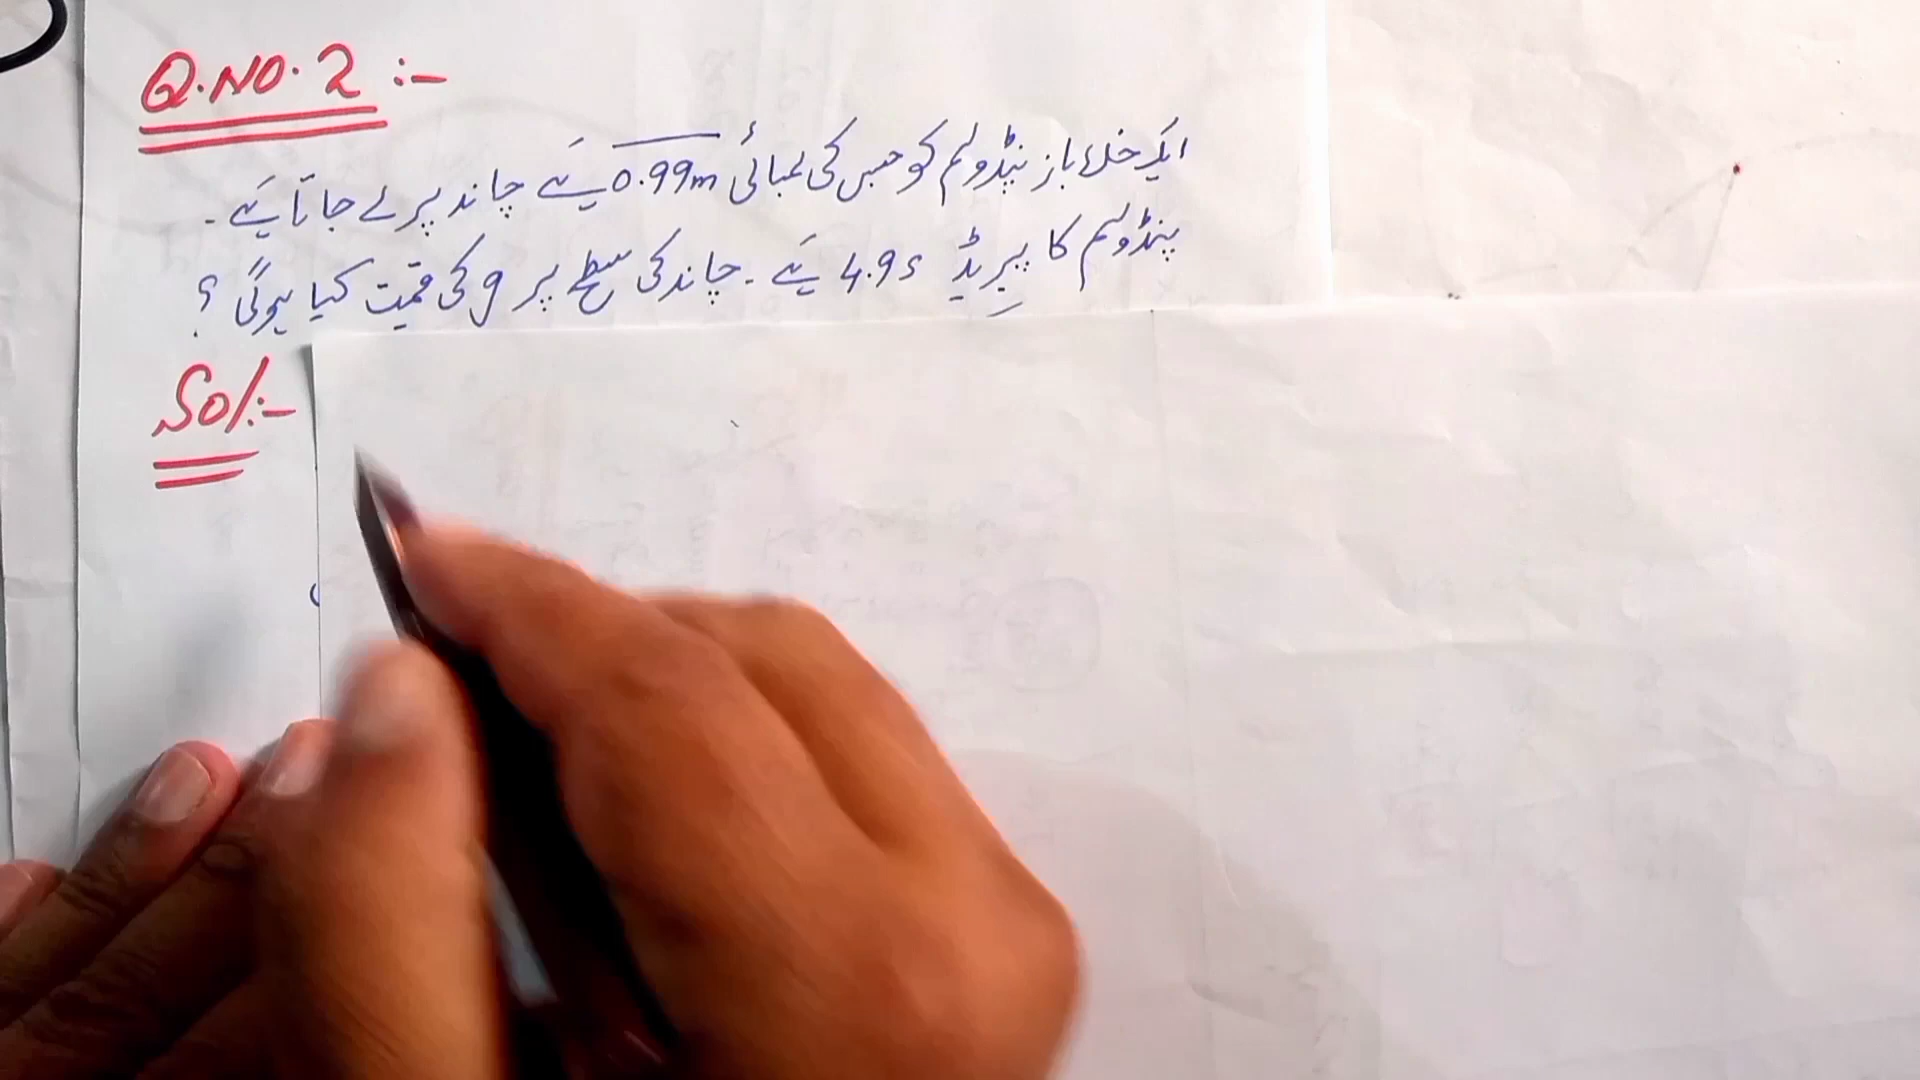 Q.NO.2 :-
ایک خلاء باز پنڈولم کو جس کی لمبائی 0.99m ہے چاند پر لے جاتا ہے۔
پنڈولم کا پیریڈ 4.9s ہے۔ چاند کی سطح پر g کی قیمت کیا ہوگی؟
Sol:-